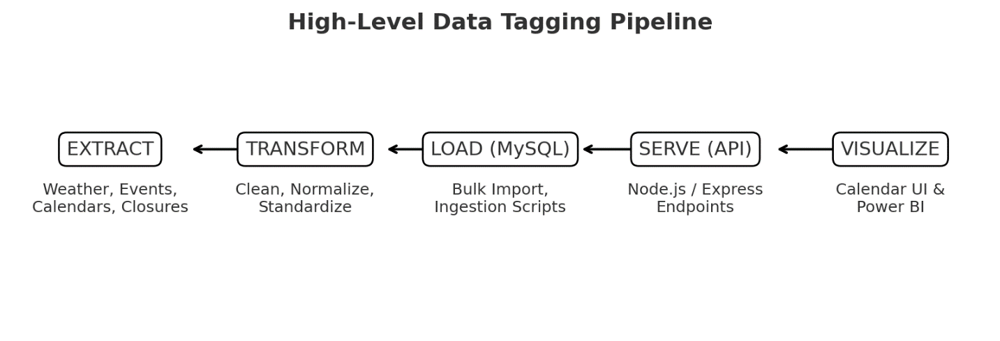 High-Level Data Tagging Pipeline
EXTRACT
Weather, Events,
Calendars, Closures
TRANSFORM
Clean, Normalize,
Standardize
LOAD (MySQL)
Bulk Import,
Ingestion Scripts
SERVE (API)
Node.js / Express
Endpoints
VISUALIZE
Calendar UI &
Power BI